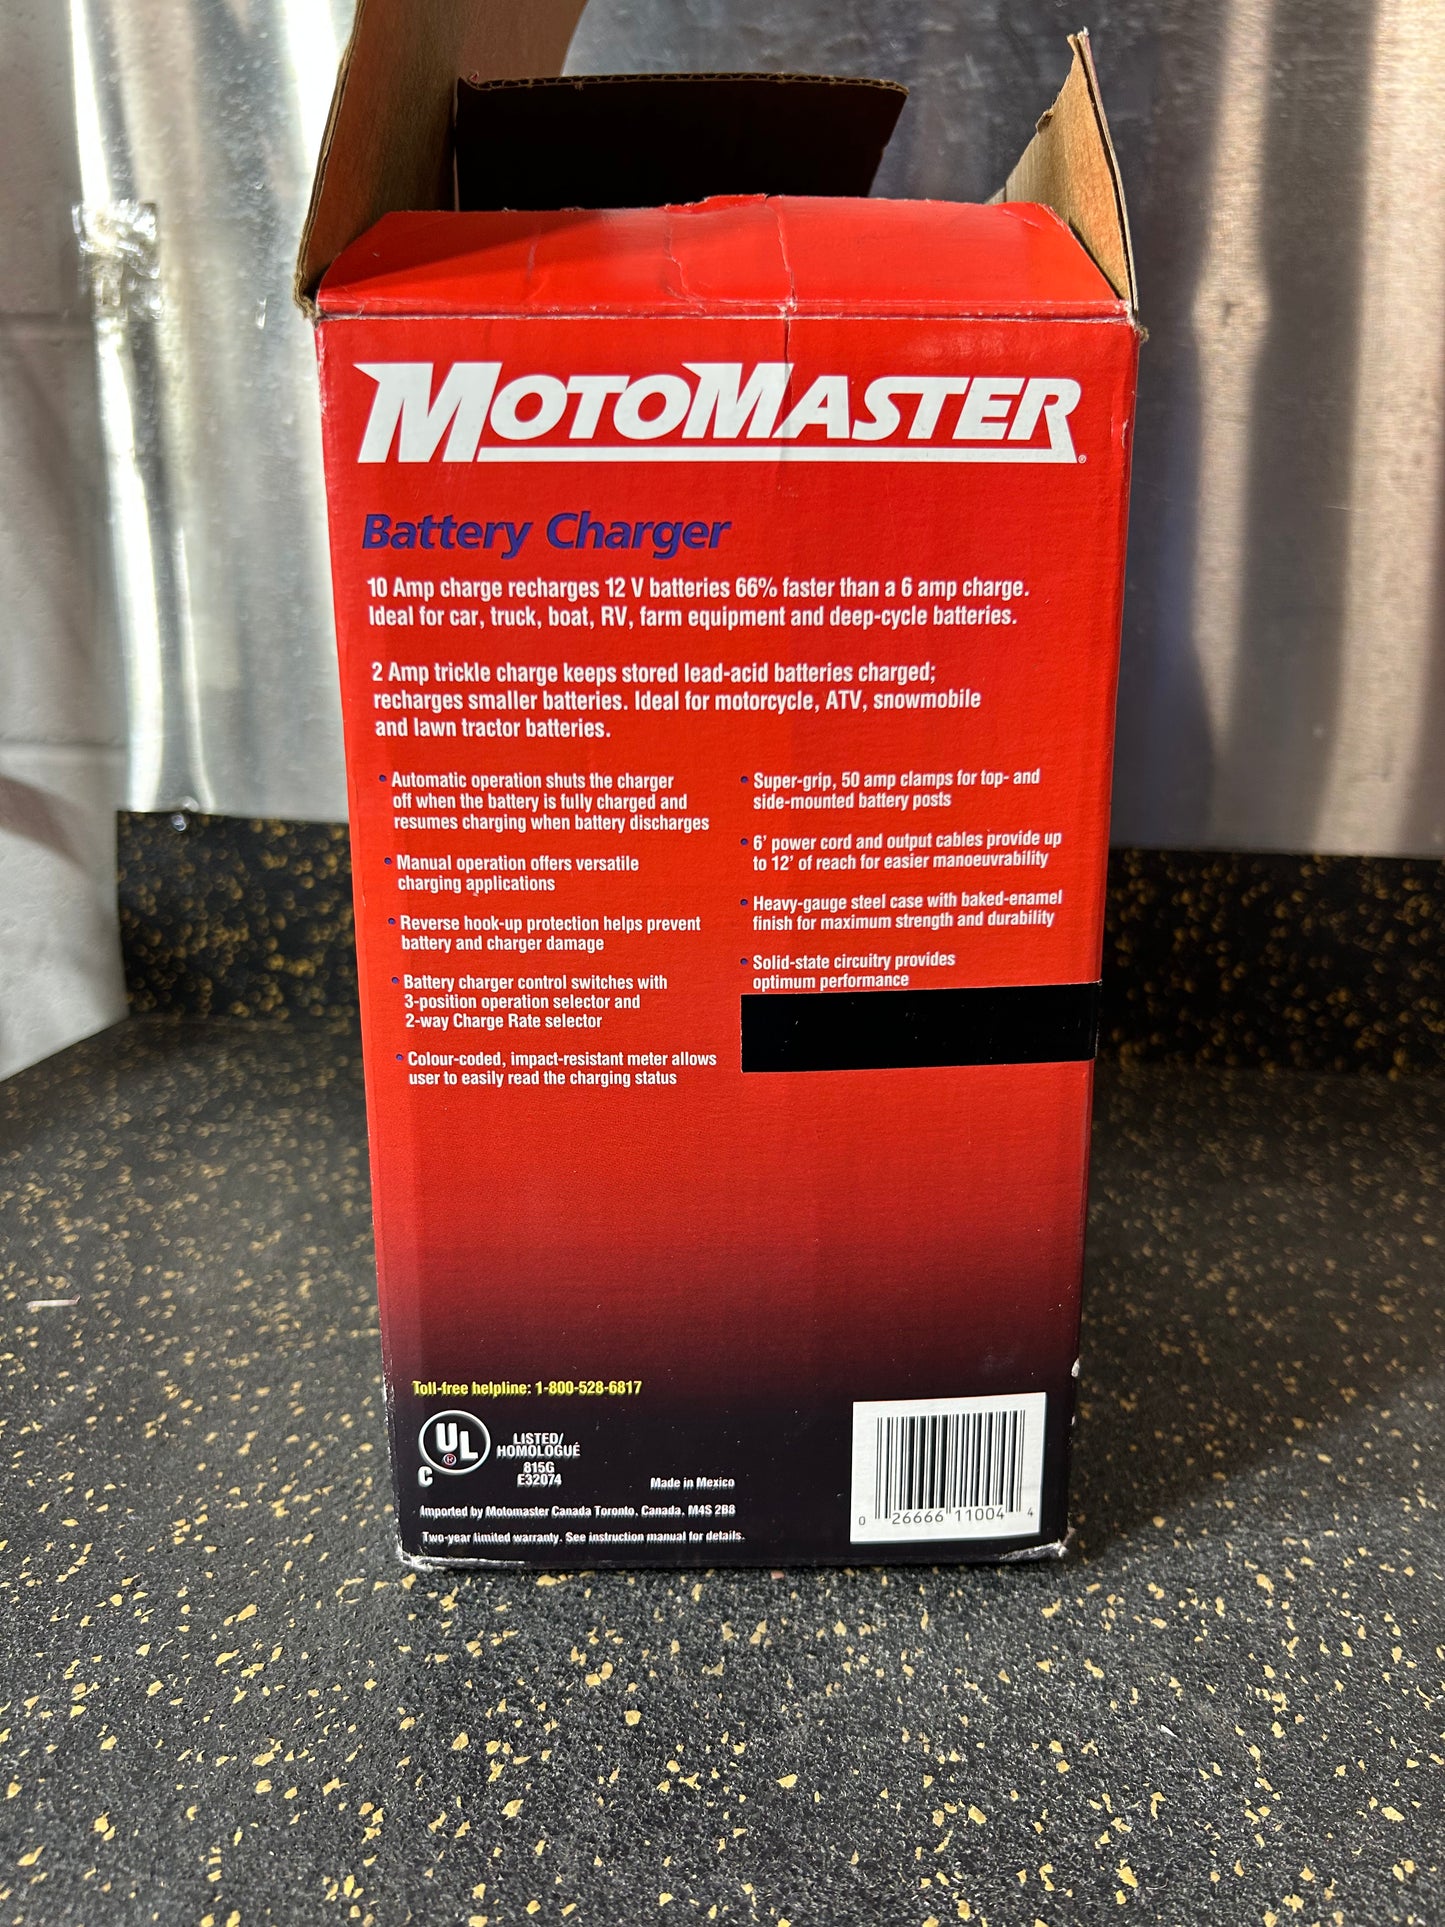 MOTOMASTER®
Battery Charger
10 Amp charge recharges 12 V batteries 66% faster than a 6 amp charge.
Ideal for car, truck, boat, RV, farm equipment and deep-cycle batteries.
2 Amp trickle charge keeps stored lead-acid batteries charged;
recharges smaller batteries. Ideal for motorcycle, ATV, snowmobile
and lawn tractor batteries.
• Automatic operation shuts the charger
off when the battery is fully charged and
resumes charging when battery discharges
• Manual operation offers versatile
charging applications
• Reverse hook-up protection helps prevent
battery and charger damage
• Battery charger control switches with
3-position operation selector and
2-way Charge Rate selector
• Colour-coded, impact-resistant meter allows
user to easily read the charging status
• Super-grip, 50 amp clamps for top- and
side-mounted battery posts
• 6' power cord and output cables provide up
to 12' of reach for easier manoeuvrability
• Heavy-gauge steel case with baked-enamel
finish for maximum strength and durability
• Solid-state circuitry provides
optimum performance
Toll-free helpline: 1-800-528-6817
C UL ®
LISTED/
HOMOLOGUÉ
815G
E32074
Made in Mexico
Imported by Motomaster Canada Toronto, Canada, M4S 2B8
Two-year limited warranty. See instruction manual for details.
0 26666 11004 4